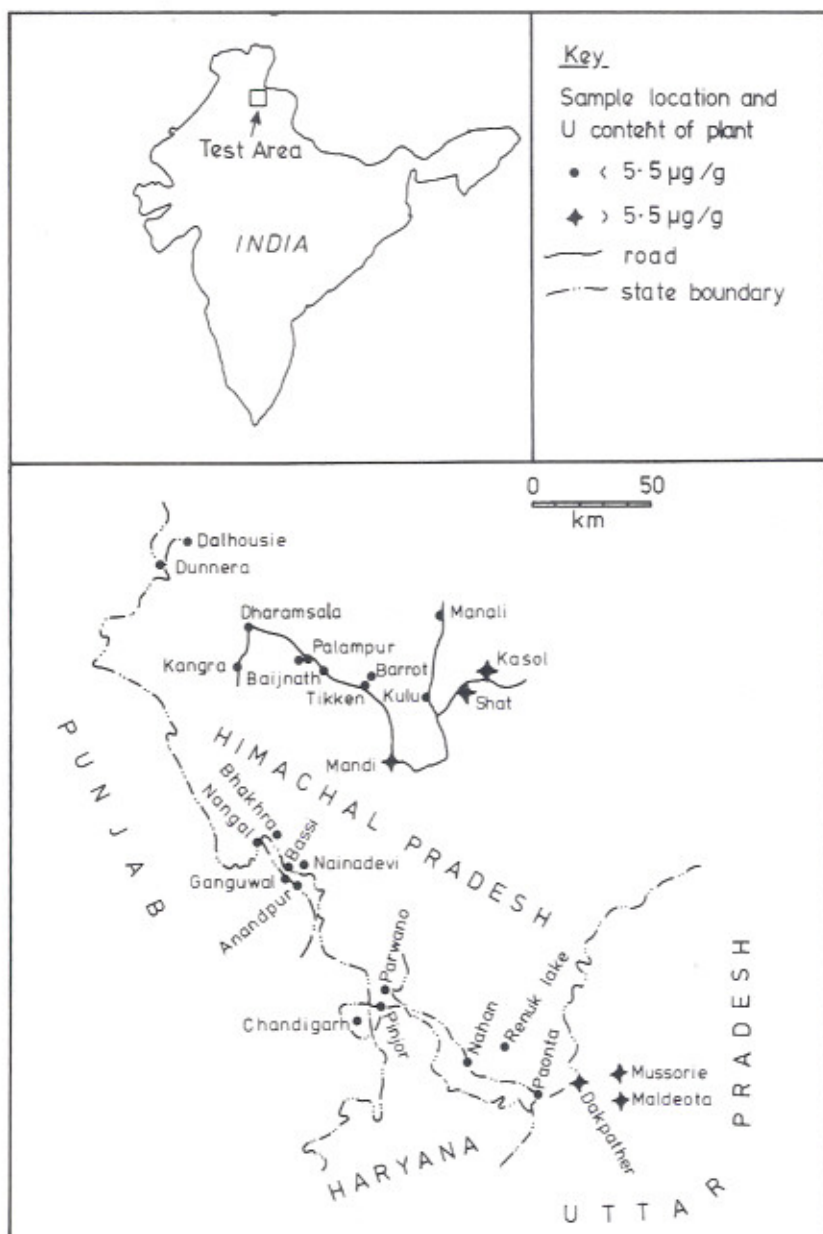 Test Area
INDIA
Key
Sample location and
U content of plant
< 5·5 µg/g
> 5·5 µg/g
road
state boundary
0 50
km
Dalhousie
Dunnera
Dharamsala
Manali
Palampur
Kasol
Kangra
Barrot
Baijnath
Tikken
Kulu
Shat
Mandi
PUNJAB
HIMACHAL PRADESH
Bhakhra
Nangal
Bassi
Nainadevi
Ganguwal
Anandpur
Parwano
Chandigarh
Pinjor
Nahan
Renuk lake
Paonta
Mussorie
Maldeota
Dakpather
HARYANA
UTTAR PRADESH